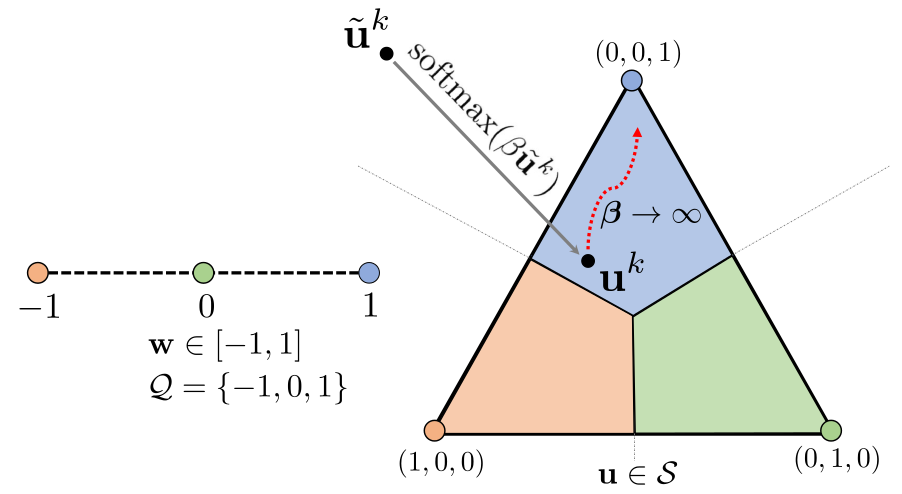 ũ^k
softmax(βũ^k)
(0, 0, 1)
β → ∞
u^k
−1
0
1
w ∈ [−1, 1]
𝒬 = {−1, 0, 1}
(1, 0, 0)
(0, 1, 0)
u ∈ 𝒮